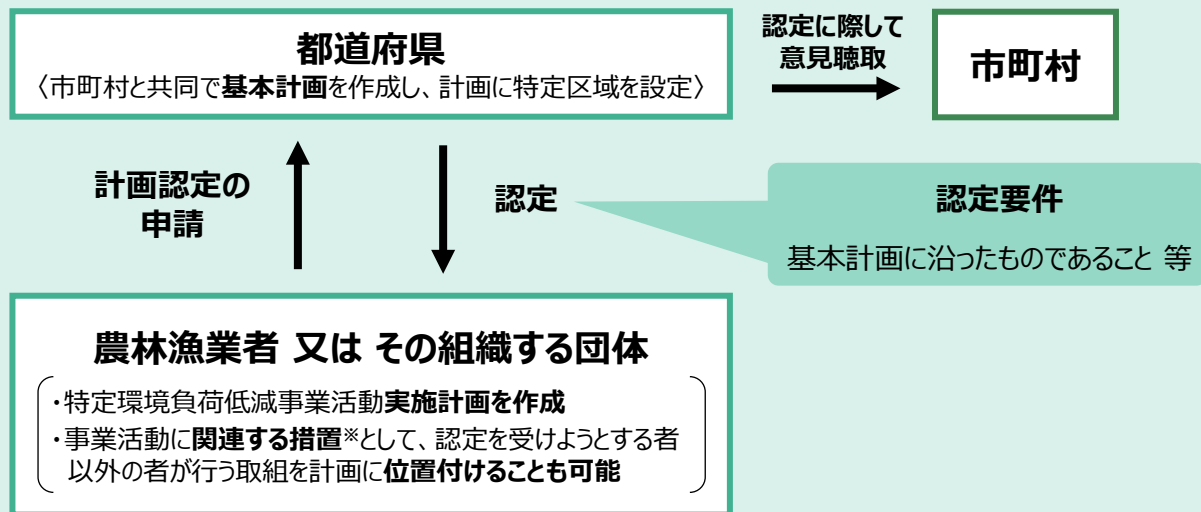 都道府県
〈市町村と共同で基本計画を作成し、計画に特定区域を設定〉
認定に際して
意見聴取
市町村
計画認定の
申請
認定
認定要件
基本計画に沿ったものであること 等
農林漁業者 又は その組織する団体
・特定環境負荷低減事業活動実施計画を作成
・事業活動に関連する措置※として、認定を受けようとする者
以外の者が行う取組を計画に位置付けることも可能